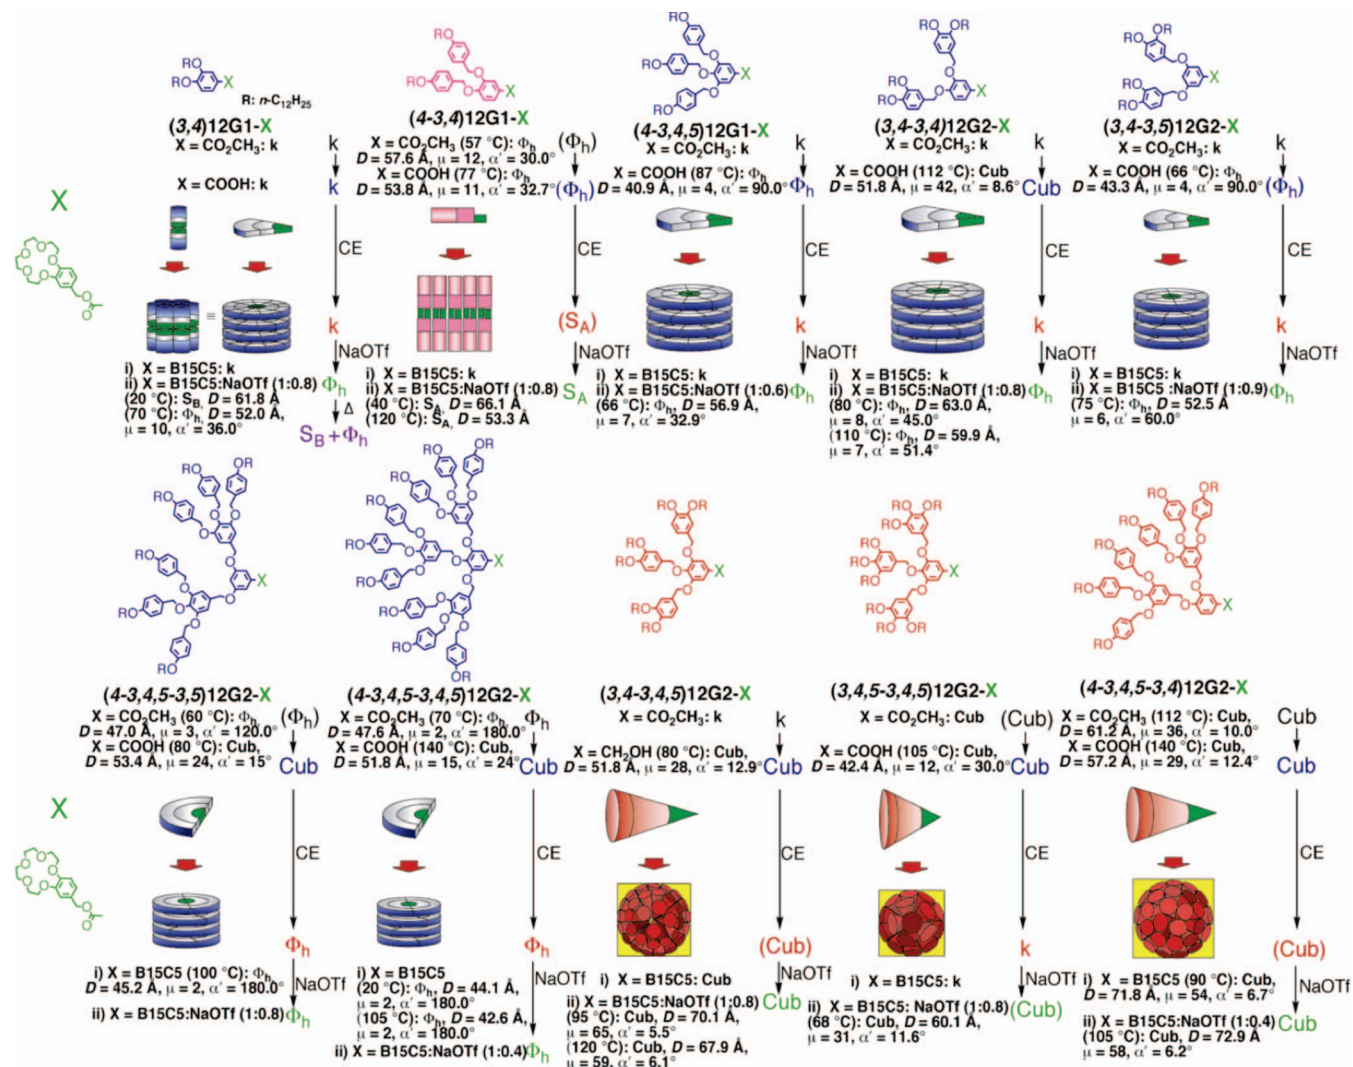 R: n-C12H25
(3,4)12G1-X
X = CO2CH3: k
X = COOH: k
k
k
CE
k
NaOTf
Φh
Δ
SB + Φh
X
≡
i) X = B15C5: k
ii) X = B15C5:NaOTf (1:0.8)
(20 °C): SB, D = 61.8 Å
(70 °C): Φh, D = 52.0 Å,
μ = 10, α′ = 36.0°
(4-3,4)12G1-X
X = CO2CH3 (57 °C): Φh
D = 57.6 Å, μ = 12, α′ = 30.0°
X = COOH (77 °C): Φh
D = 53.8 Å, μ = 11, α′ = 32.7°
(Φh)
(Φh)
CE
(SA)
NaOTf
SA
i) X = B15C5: k
ii) X = B15C5:NaOTf (1:0.8)
(40 °C): SA, D = 66.1 Å
(120 °C): SA, D = 53.3 Å
(4-3,4,5)12G1-X
X = CO2CH3: k
X = COOH (87 °C): Φh
D = 40.9 Å, μ = 4, α′ = 90.0°
k
Φh
CE
k
NaOTf
Φh
i) X = B15C5: k
ii) X = B15C5:NaOTf (1:0.6)
(66 °C): Φh, D = 56.9 Å,
μ = 7, α′ = 32.9°
(3,4-3,4)12G2-X
X = CO2CH3: k
X = COOH (112 °C): Cub
D = 51.8 Å, μ = 42, α′ = 8.6°
k
Cub
CE
k
NaOTf
Φh
i) X = B15C5: k
ii) X = B15C5:NaOTf (1:0.8)
(80 °C): Φh, D = 63.0 Å,
μ = 8, α′ = 45.0°
(110 °C): Φh, D = 59.9 Å,
μ = 7, α′ = 51.4°
(3,4-3,5)12G2-X
X = CO2CH3: k
X = COOH (66 °C): Φh
D = 43.3 Å, μ = 4, α′ = 90.0°
k
(Φh)
CE
k
NaOTf
Φh
i) X = B15C5: k
ii) X = B15C5 :NaOTf (1:0.9)
(75 °C): Φh, D = 52.5 Å
μ = 6, α′ = 60.0°
(4-3,4,5-3,5)12G2-X
X = CO2CH3 (60 °C): Φh,
D = 47.0 Å, μ = 3, α′ = 120.0°
X = COOH (80 °C): Cub,
D = 53.4 Å, μ = 24, α′ = 15°
(Φh)
Cub
CE
Φh
NaOTf
Φh
X
i) X = B15C5 (100 °C): Φh
D = 45.2 Å, μ = 2, α′ = 180.0°
ii) X = B15C5:NaOTf (1:0.8)
(4-3,4,5-3,4,5)12G2-X
X = CO2CH3 (70 °C): Φh,
D = 47.6 Å, μ = 2, α′ = 180.0°
X = COOH (140 °C): Cub,
D = 51.8 Å, μ = 15, α′ = 24°
Φh
Cub
CE
Φh
NaOTf
Φh
i) X = B15C5
(20 °C): Φh, D = 44.1 Å,
μ = 2, α′ = 180.0°
(105 °C): Φh, D = 42.6 Å,
μ = 2, α′ = 180.0°
ii) X = B15C5:NaOTf (1:0.4)
(3,4-3,4,5)12G2-X
X = CO2CH3: k
X = CH2OH (80 °C): Cub,
D = 51.8 Å, μ = 28, α′ = 12.9°
k
Cub
CE
(Cub)
NaOTf
Cub
i) X = B15C5: Cub
ii) X = B15C5:NaOTf (1:0.8)
(95 °C): Cub, D = 70.1 Å,
μ = 65, α′ = 5.5°
(120 °C): Cub, D = 67.9 Å,
μ = 59, α′ = 6.1°
(3,4,5-3,4,5)12G2-X
X = CO2CH3: Cub
X = COOH (105 °C): Cub,
D = 42.4 Å, μ = 12, α′ = 30.0°
(Cub)
Cub
CE
k
NaOTf
(Cub)
i) X = B15C5: k
ii) X = B15C5: NaOTf (1:0.8)
(68 °C): Cub, D = 60.1 Å,
μ = 31, α′ = 11.6°
(4-3,4,5-3,4)12G2-X
X = CO2CH3 (112 °C): Cub,
D = 61.2 Å, μ = 36, α′ = 10.0°
X = COOH (140 °C): Cub,
D = 57.2 Å, μ = 29, α′ = 12.4°
Cub
Cub
CE
(Cub)
NaOTf
Cub
i) X = B15C5 (90 °C): Cub,
D = 71.8 Å, μ = 54, α′ = 6.7°
ii) X = B15C5:NaOTf (1:0.4)
(105 °C): Cub, D = 72.9 Å
μ = 58, α′ = 6.2°